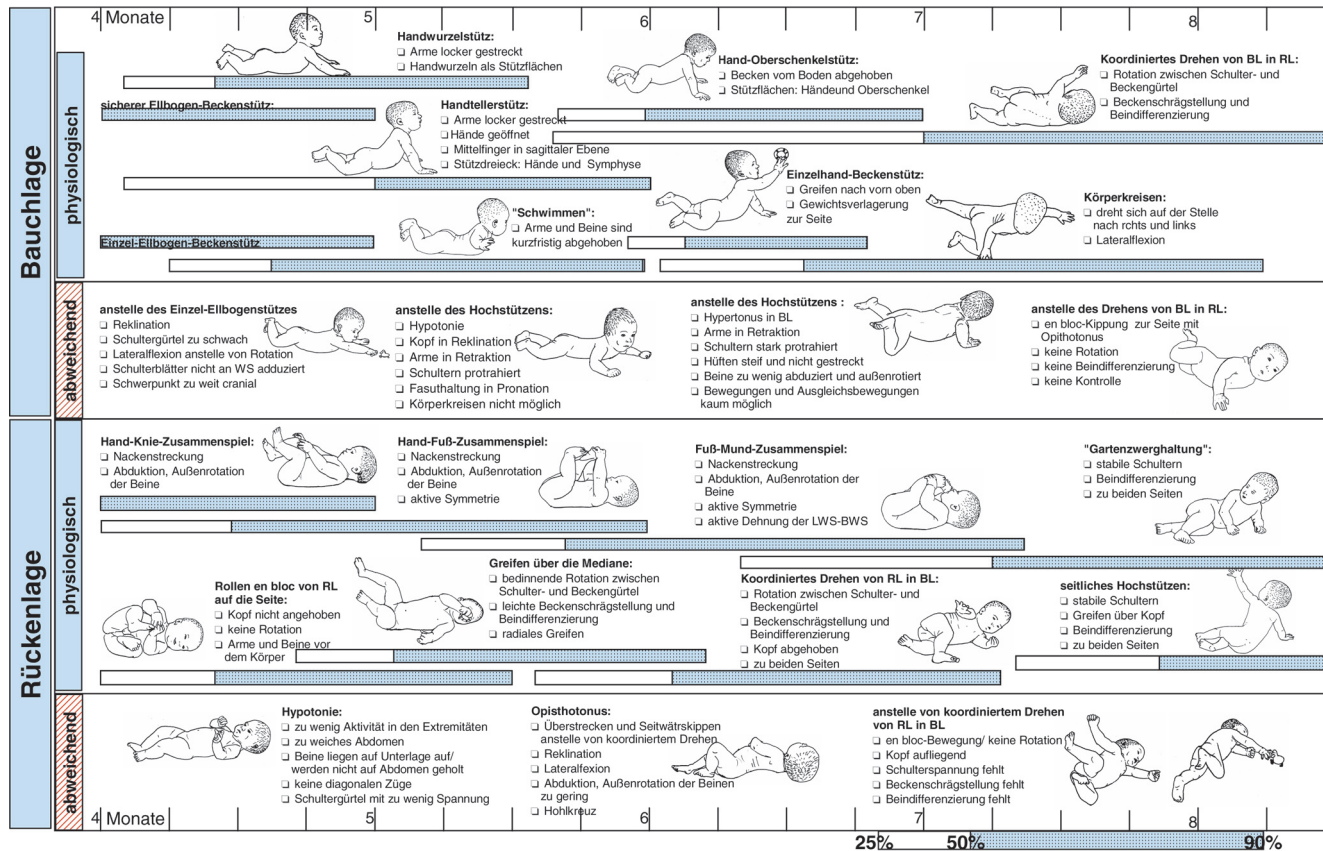 4 Monate 5 6 7 8
Bauchlage
physiologisch
Handwurzelstütz:
❑ Arme locker gestreckt
❑ Handwurzeln als Stützflächen
Hand-Oberschenkelstütz:
❑ Becken vom Boden abgehoben
❑ Stützflächen: Händeund Oberschenkel
Koordiniertes Drehen von BL in RL:
❑ Rotation zwischen Schulter- und
Beckengürtel
❑ Beckenschrägstellung und
Beindifferenzierung
sicherer Ellbogen-Beckenstütz:
Handtellerstütz:
❑ Arme locker gestreckt
❑ Hände geöffnet
❑ Mittelfinger in sagittaler Ebene
❑ Stützdreieck: Hände und Symphyse
Einzelhand-Beckenstütz:
❑ Greifen nach vorn oben
❑ Gewichtsverlagerung
zur Seite
Körperkreisen:
❑ dreht sich auf der Stelle
nach rchts und links
❑ Lateralflexion
"Schwimmen":
❑ Arme und Beine sind
kurzfristig abgehoben
Einzel-Ellbogen-Beckenstütz
abweichend
anstelle des Einzel-Ellbogenstützes
❑ Reklination
❑ Schultergürtel zu schwach
❑ Lateralflexion anstelle von Rotation
❑ Schulterblätter nicht an WS adduziert
❑ Schwerpunkt zu weit cranial
anstelle des Hochstützens:
❑ Hypotonie
❑ Kopf in Reklination
❑ Arme in Retraktion
❑ Schultern protrahiert
❑ Fasuthaltung in Pronation
❑ Körperkreisen nicht möglich
anstelle des Hochstützens :
❑ Hypertonus in BL
❑ Arme in Retraktion
❑ Schultern stark protrahiert
❑ Hüften steif und nicht gestreckt
❑ Beine zu wenig abduziert und außenrotiert
❑ Bewegungen und Ausgleichsbewegungen
kaum möglich
anstelle des Drehens von BL in RL:
❑ en bloc-Kippung zur Seite mit
Opithotonus
❑ keine Rotation
❑ keine Beindifferenzierung
❑ keine Kontrolle
Rückenlage
physiologisch
Hand-Knie-Zusammenspiel:
❑ Nackenstreckung
❑ Abduktion, Außenrotation
der Beine
Hand-Fuß-Zusammenspiel:
❑ Nackenstreckung
❑ Abduktion, Außenrotation
der Beine
❑ aktive Symmetrie
Fuß-Mund-Zusammenspiel:
❑ Nackenstreckung
❑ Abduktion, Außenrotation der
Beine
❑ aktive Symmetrie
❑ aktive Dehnung der LWS-BWS
"Gartenzwerghaltung":
❑ stabile Schultern
❑ Beindifferenzierung
❑ zu beiden Seiten
Rollen en bloc von RL
auf die Seite:
❑ Kopf nicht angehoben
❑ keine Rotation
❑ Arme und Beine vor
dem Körper
Greifen über die Mediane:
❑ bedinnende Rotation zwischen
Schulter- und Beckengürtel
❑ leichte Beckenschrägstellung und
Beindifferenzierung
❑ radiales Greifen
Koordiniertes Drehen von RL in BL:
❑ Rotation zwischen Schulter- und
Beckengürtel
❑ Beckenschrägstellung und
Beindifferenzierung
❑ Kopf abgehoben
❑ zu beiden Seiten
seitliches Hochstützen:
❑ stabile Schultern
❑ Greifen über Kopf
❑ Beindifferenzierung
❑ zu beiden Seiten
abweichend
Hypotonie:
❑ zu wenig Aktivität in den Extremitäten
❑ zu weiches Abdomen
❑ Beine liegen auf Unterlage auf/
werden nicht auf Abdomen geholt
❑ keine diagonalen Züge
❑ Schultergürtel mit zu wenig Spannung
Opisthotonus:
❑ Überstrecken und Seitwätrskippen
anstelle von koordiniertem Drehen
❑ Reklination
❑ Lateralfexion
❑ Abduktion, Außenrotation der Beinen
zu gering
❑ Hohlkreuz
anstelle von koordiniertem Drehen
von RL in BL
❑ en bloc-Bewegung/ keine Rotation
❑ Kopf aufliegend
❑ Schulterspannung fehlt
❑ Beckenschrägstellung fehlt
❑ Beindifferenzierung fehlt
4 Monate 5 6 7 8
25% 50% 90%